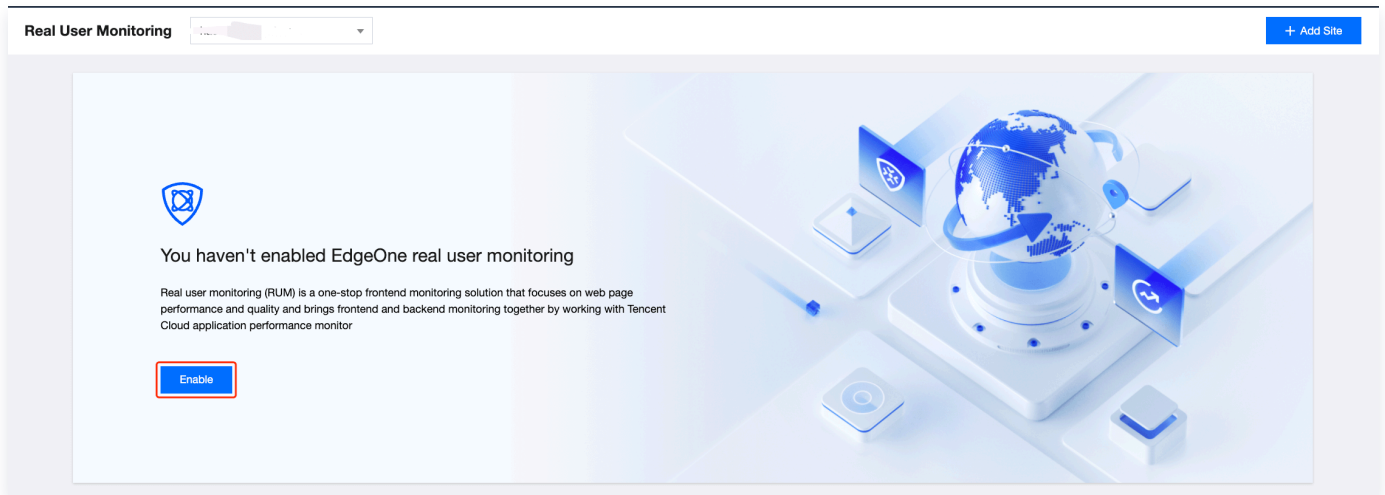 Real User Monitoring
+ Add Site
You haven't enabled EdgeOne real user monitoring
Real user monitoring (RUM) is a one-stop frontend monitoring solution that focuses on web page
performance and quality and brings frontend and backend monitoring together by working with Tencent
Cloud application performance monitor
Enable